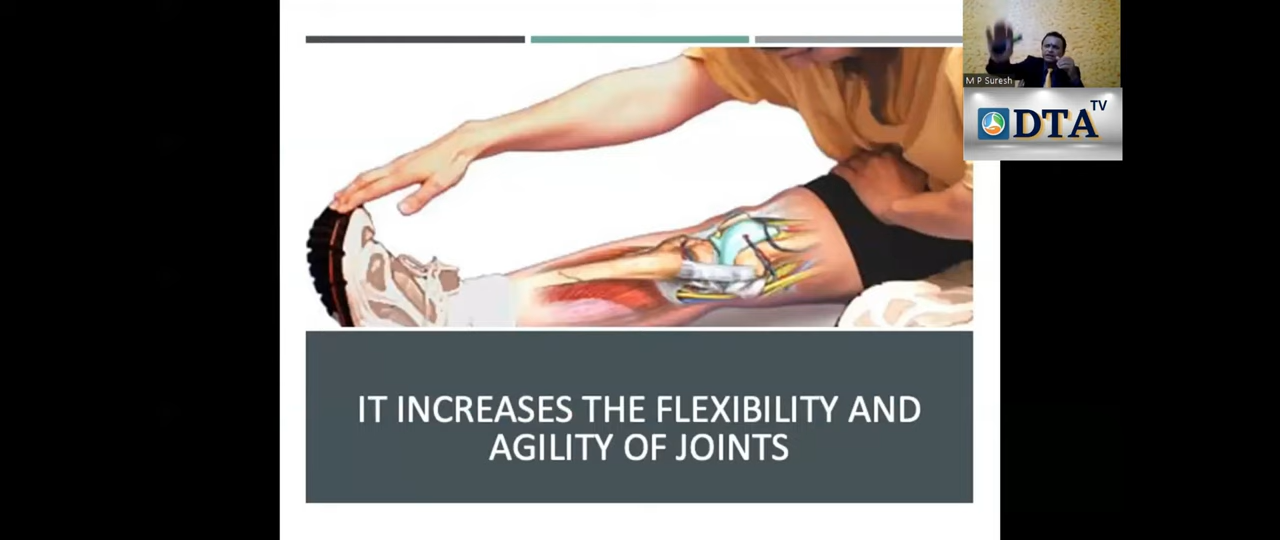 M P Suresh
DTA TV
IT INCREASES THE FLEXIBILITY AND
AGILITY OF JOINTS